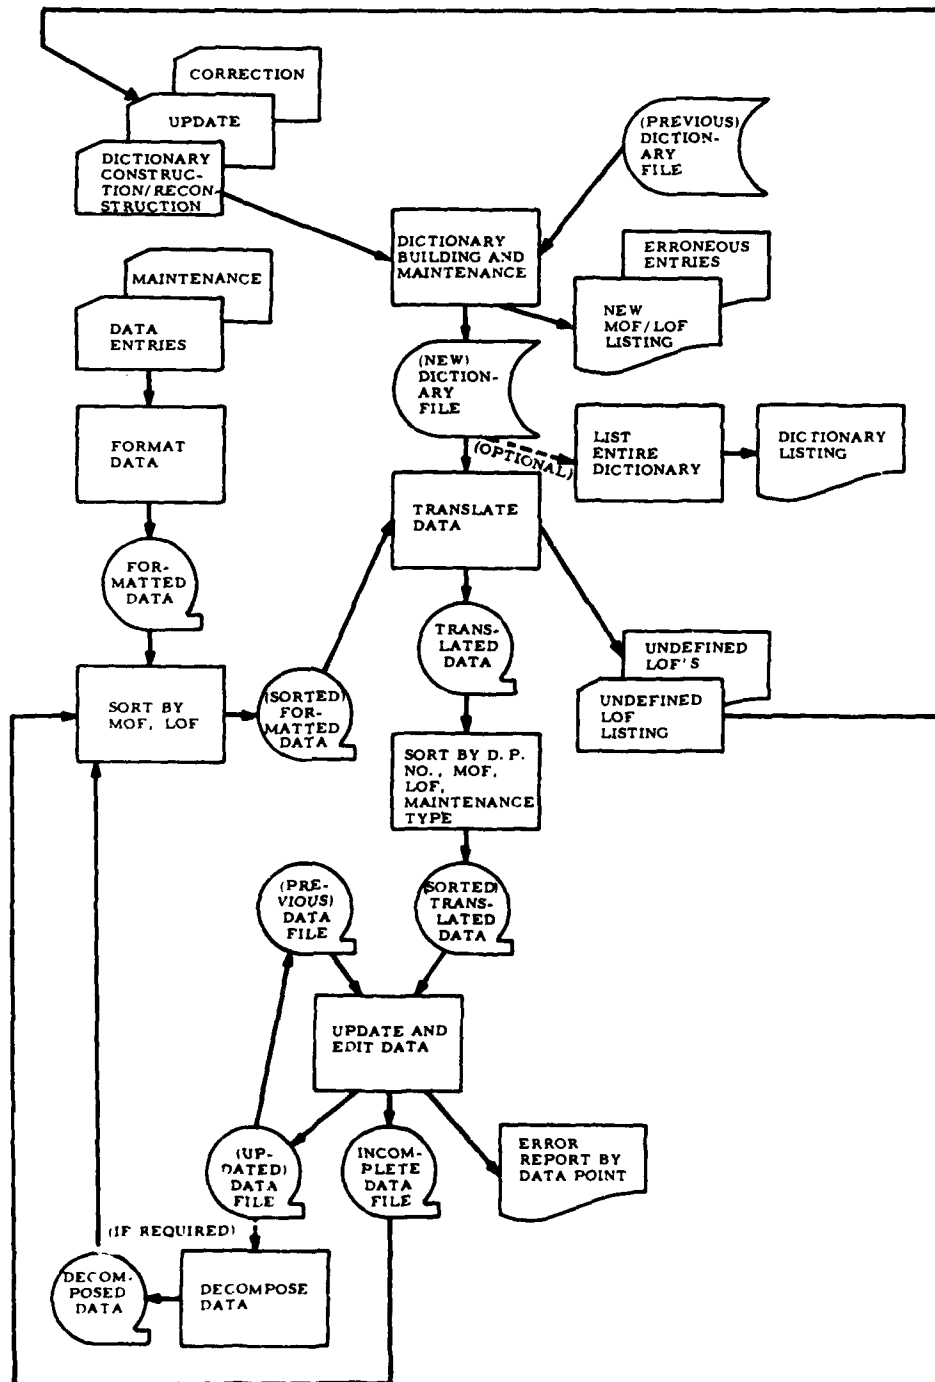 CORRECTION
UPDATE
DICTIONARY
CONSTRUC-
TION/RECON-
STRUCTION
(PREVIOUS)
DICTION-
ARY
FILE
DICTIONARY
BUILDING AND
MAINTENANCE
ERRONEOUS
ENTRIES
NEW
MOF/LOF
LISTING
MAINTENANCE
DATA
ENTRIES
(NEW)
DICTION-
ARY
FILE
(OPTIONAL)
LIST
ENTIRE
DICTIONARY
DICTIONARY
LISTING
FORMAT
DATA
TRANSLATE
DATA
FOR-
MATTED
DATA
TRANS-
LATED
DATA
UNDEFINED
LOF'S
UNDEFINED
LOF
LISTING
SORT BY
MOF, LOF
(SORTED)
FOR-
MATTED
DATA
SORT BY D. P.
NO., MOF,
LOF,
MAINTENANCE
TYPE
(PRE-
VIOUS)
DATA
FILE
(SORTED)
TRANS-
LATED
DATA
UPDATE AND
EDIT DATA
(UP-
DATED)
DATA
FILE
INCOM-
PLETE
DATA
FILE
ERROR
REPORT BY
DATA POINT
(IF REQUIRED)
DECOM-
POSED
DATA
DECOMPOSE
DATA